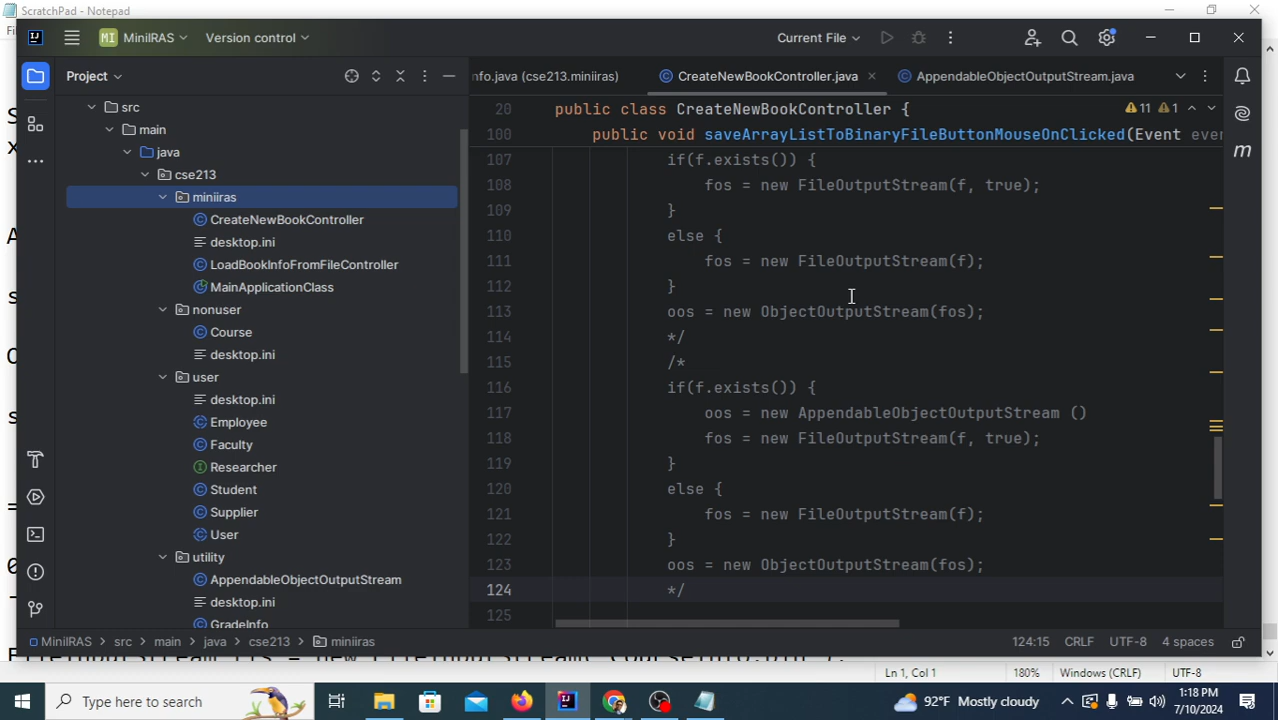 ScratchPad - Notepad
MI MiniIRAS Version control Current File
Project
nfo.java (cse213.miniiras) CreateNewBookController.java AppendableObjectOutputStream.java
src
main
java
cse213
miniiras
CreateNewBookController
desktop.ini
LoadBookInfoFromFileController
MainApplicationClass
nonuser
Course
desktop.ini
user
desktop.ini
Employee
Faculty
Researcher
Student
Supplier
User
utility
AppendableObjectOutputStream
desktop.ini
GradeInfo
20 public class CreateNewBookController { 11 1
100 public void saveArrayListToBinaryFileButtonMouseOnClicked(Event even
107 if(f.exists()) {
108 fos = new FileOutputStream(f, true);
109 }
110 else {
111 fos = new FileOutputStream(f);
112 }
113 oos = new ObjectOutputStream(fos);
114 */
115 /*
116 if(f.exists()) {
117 oos = new AppendableObjectOutputStream ()
118 fos = new FileOutputStream(f, true);
119 }
120 else {
121 fos = new FileOutputStream(f);
122 }
123 oos = new ObjectOutputStream(fos);
124 */
125
MiniIRAS src main java cse213 miniiras 124:15 CRLF UTF-8 4 spaces
Ln 1, Col 1 180% Windows (CRLF) UTF-8
Type here to search 92°F Mostly cloudy 1:18 PM
7/10/2024